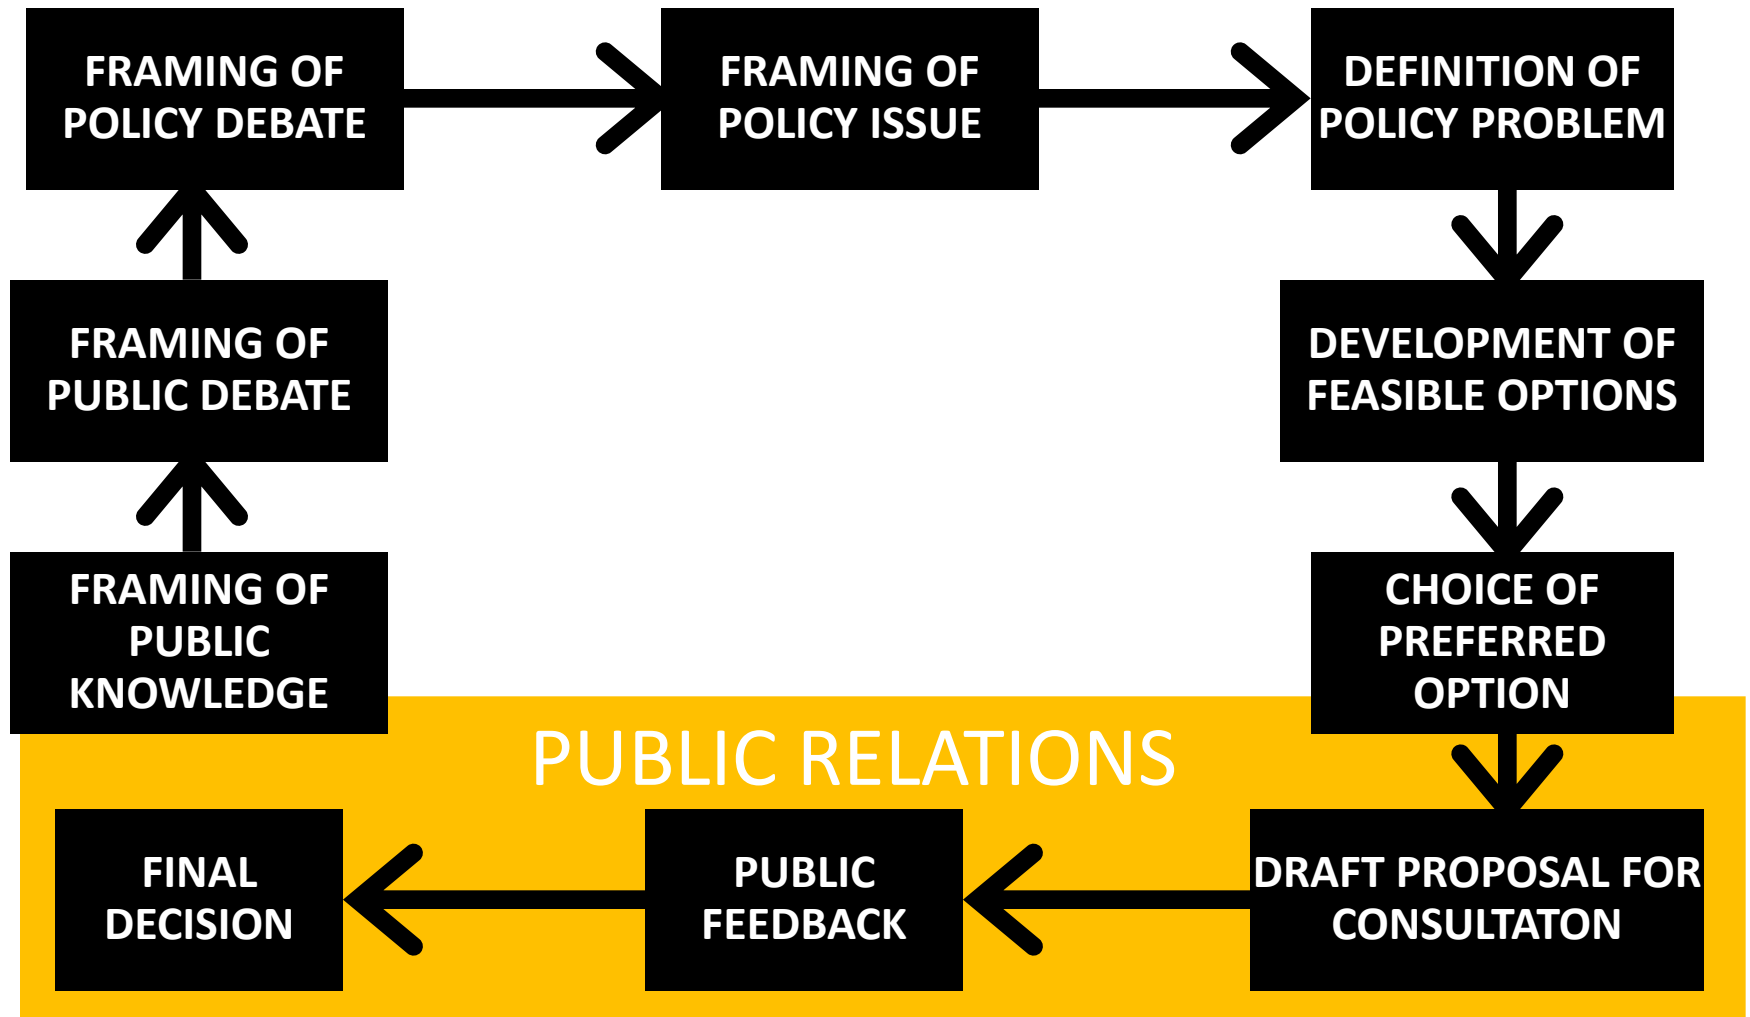 FRAMING OF
POLICY DEBATE
FRAMING OF
POLICY ISSUE
DEFINITION OF
POLICY PROBLEM
FRAMING OF
PUBLIC DEBATE
DEVELOPMENT OF
FEASIBLE OPTIONS
FRAMING OF
PUBLIC
KNOWLEDGE
CHOICE OF
PREFERRED
OPTION
PUBLIC RELATIONS
FINAL
DECISION
PUBLIC
FEEDBACK
DRAFT PROPOSAL FOR
CONSULTATON